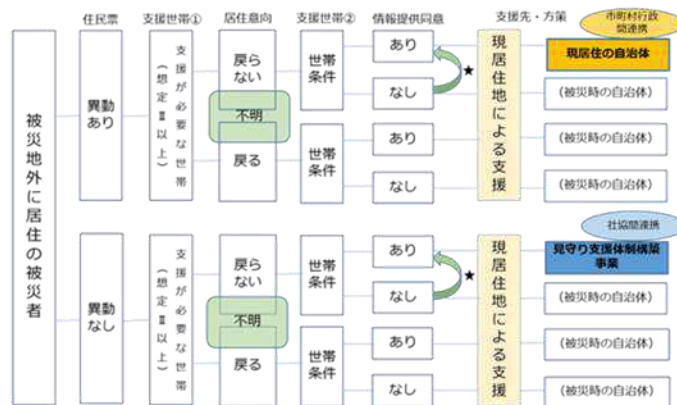 住民票
支援世帯①
居住意向
支援世帯②
情報提供同意
支援先・方策
市町村行政
間連携
被災地外に居住の被災者
異動
あり
支援が必要な世帯
(想定Ⅱ以上)
戻ら
ない
不明
戻る
世帯
条件
世帯
条件
あり
なし
★
あり
なし
現居住地による支援
現居住の自治体
(被災時の自治体)
(被災時の自治体)
(被災時の自治体)
異動
なし
支援が必要な世帯
(想定Ⅱ以上)
戻ら
ない
不明
戻る
世帯
条件
世帯
条件
あり
なし
★
あり
なし
現居住地による支援
社協間連携
見守り支援体制構築
事業
(被災時の自治体)
(被災時の自治体)
(被災時の自治体)